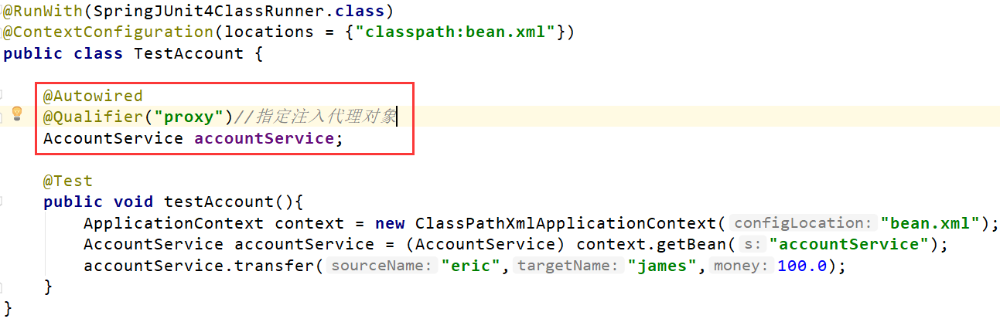 @RunWith(SpringJUnit4ClassRunner.class)
@ContextConfiguration(locations = {"classpath:bean.xml"})
public class TestAccount {
@Autowired
@Qualifier("proxy")//指定注入代理对象
AccountService accountService;
@Test
public void testAccount(){
ApplicationContext context = new ClassPathXmlApplicationContext( configLocation: "bean.xml");
AccountService accountService = (AccountService) context.getBean( s: "accountService");
accountService.transfer( sourceName: "eric", targetName: "james", money: 100.0);
}
}